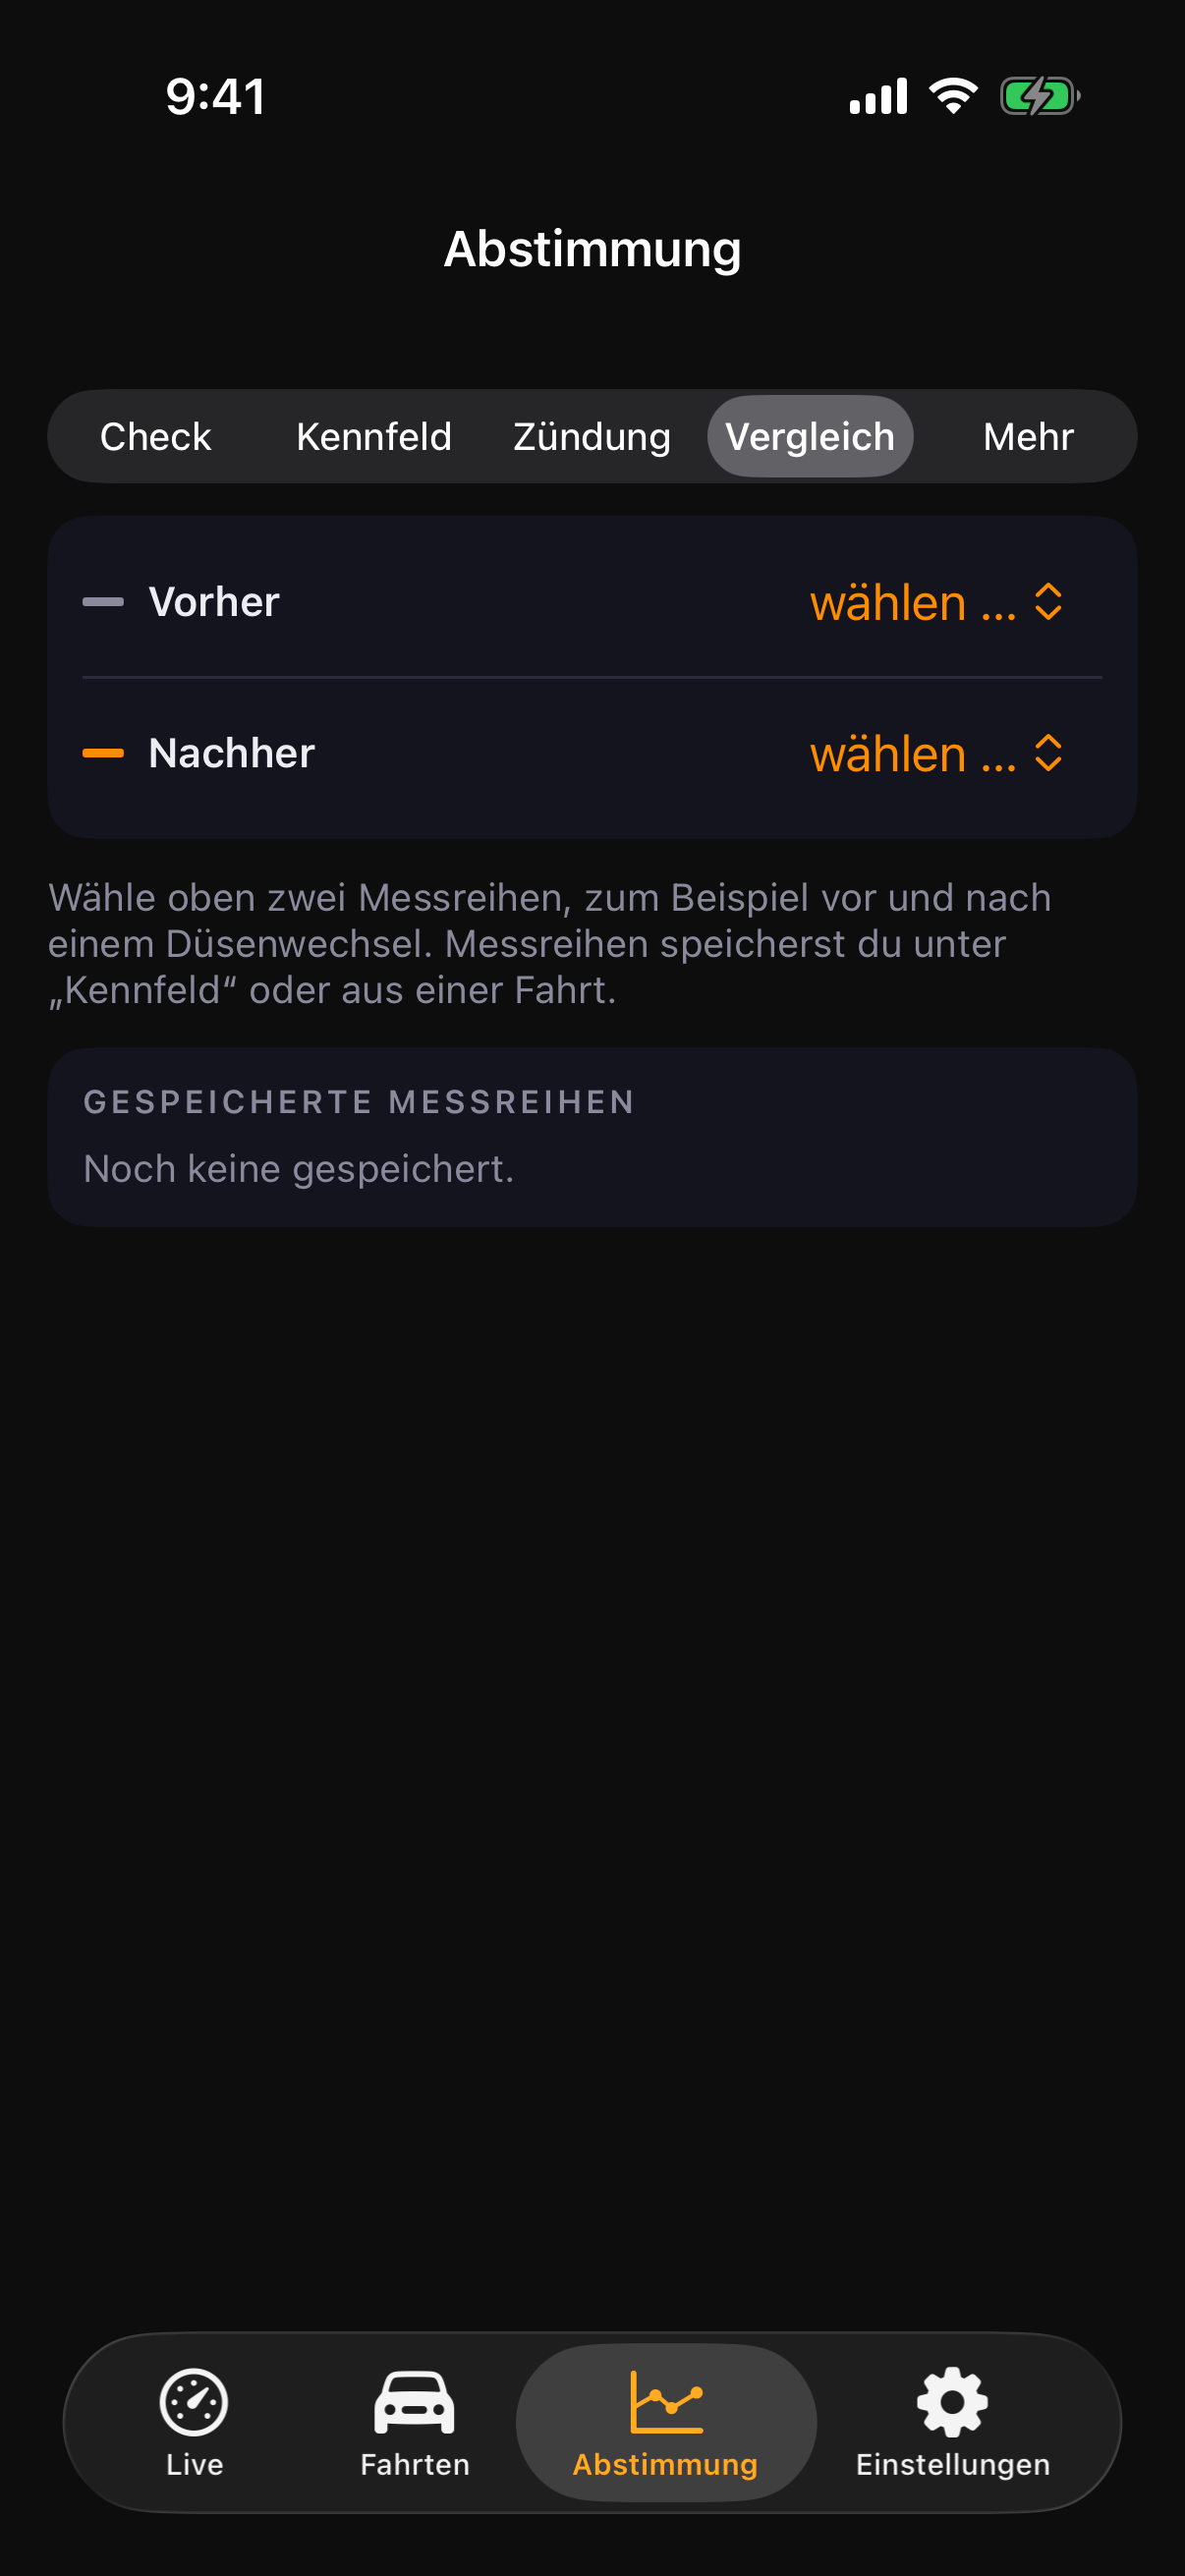 9:41
Abstimmung
Check Kennfeld Zündung Vergleich Mehr
Vorher wählen ...
Nachher wählen ...
Wähle oben zwei Messreihen, zum Beispiel vor und nach
einem Düsenwechsel. Messreihen speicherst du unter
„Kennfeld“ oder aus einer Fahrt.
GESPEICHERTE MESSREIHEN
Noch keine gespeichert.
Live Fahrten Abstimmung Einstellungen